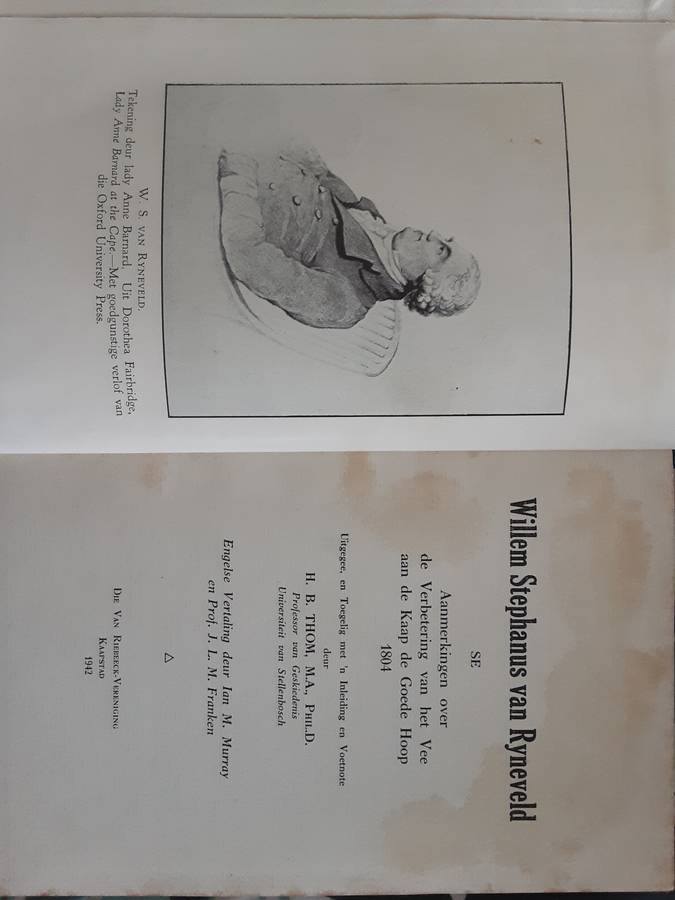 W. S. VAN RYNEVELD.
Tekening deur lady Anne Barnard. Uit Dorothea Fairbridge,
Lady Anne Barnard at the Cape.—Met goedgunstige verlof van
die Oxford University Press.
Willem Stephanus van Ryneveld
SE
Aanmerkingen over
de Verbetering van het Vee
aan de Kaap de Goede Hoop
1804
Uitgegee, en Toegelig met 'n Inleiding en Voetnote
deur
H. B. THOM, M.A., PHIL.D.
Professor van Geskiedenis
Universiteit van Stellenbosch
Engelse Vertaling deur Ian M. Murray
en Prof. J. L. M. Franken
DIE VAN RIEBEECK-VERENIGING
KAAPSTAD
1942